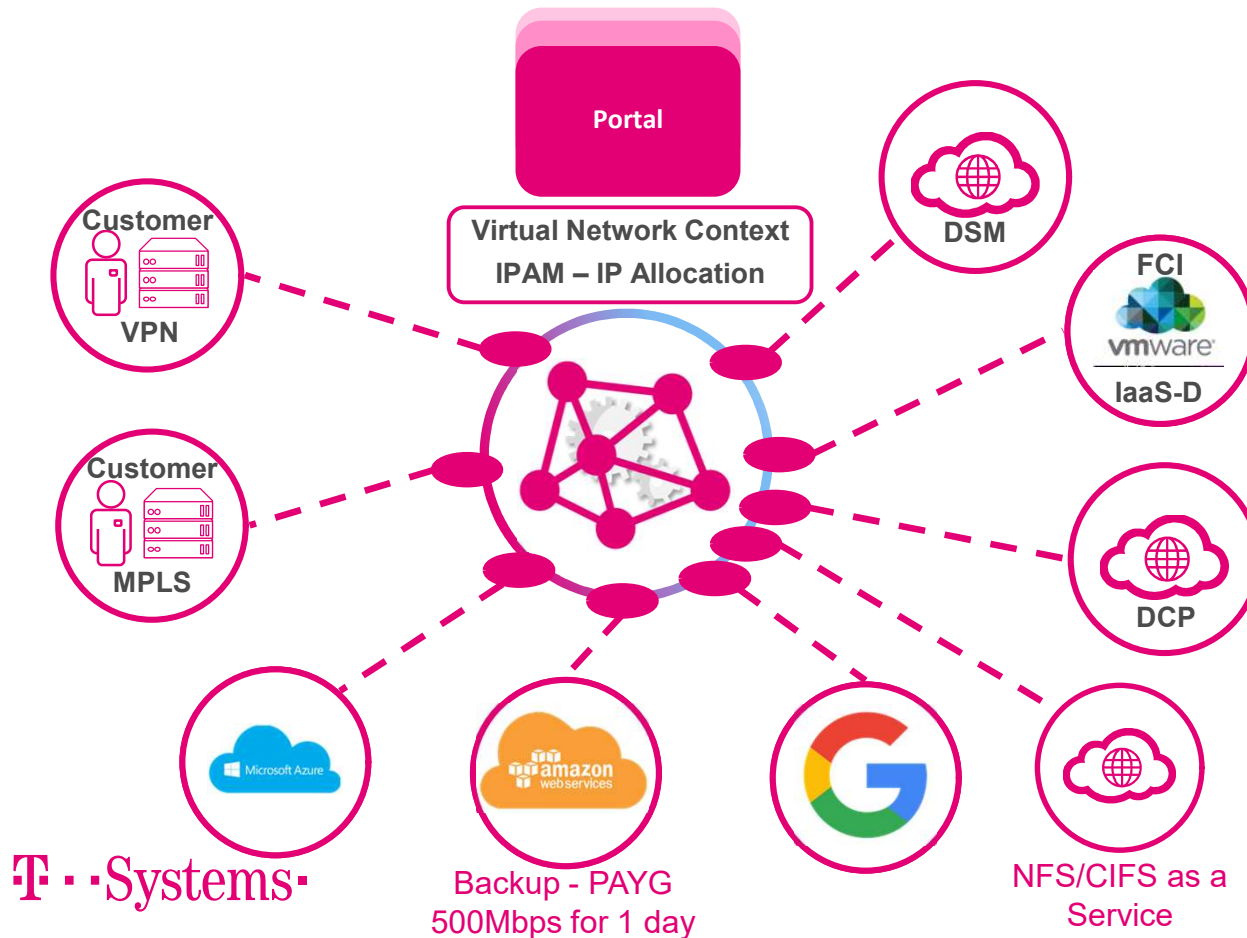 Portal
Virtual Network Context
IPAM – IP Allocation
Customer
VPN
DSM
FCI
vmware
IaaS-D
Customer
MPLS
DCP
Microsoft Azure
amazon
webservices
G
T · · Systems ·
Backup - PAYG
500Mbps for 1 day
NFS/CIFS as a
Service